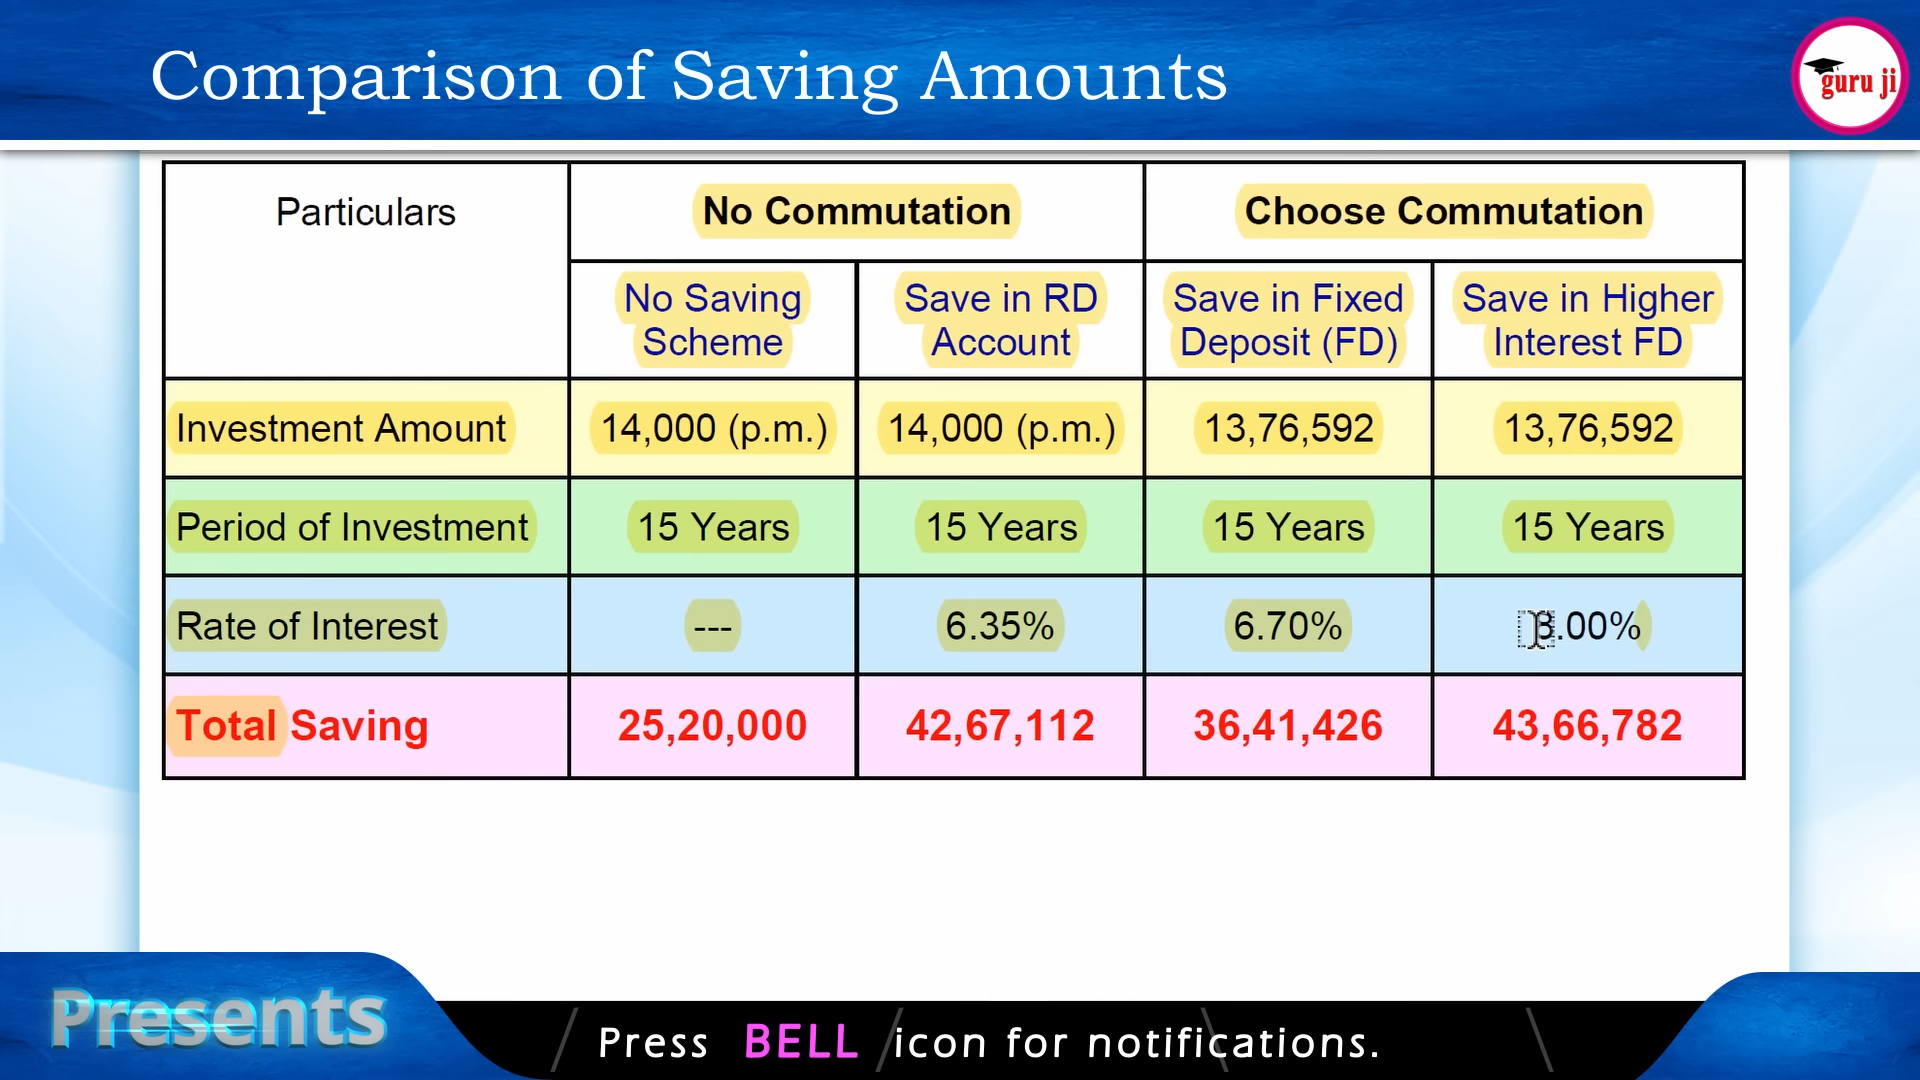 Comparison of Saving Amounts
guru ji
Particulars
No Commutation
Choose Commutation
No Saving
Scheme
Save in RD
Account
Save in Fixed
Deposit (FD)
Save in Higher
Interest FD
Investment Amount
14,000 (p.m.)
14,000 (p.m.)
13,76,592
13,76,592
Period of Investment
15 Years
15 Years
15 Years
15 Years
Rate of Interest
---
6.35%
6.70%
8.00%
Total Saving
25,20,000
42,67,112
36,41,426
43,66,782
Presents
Press BELL icon for notifications.